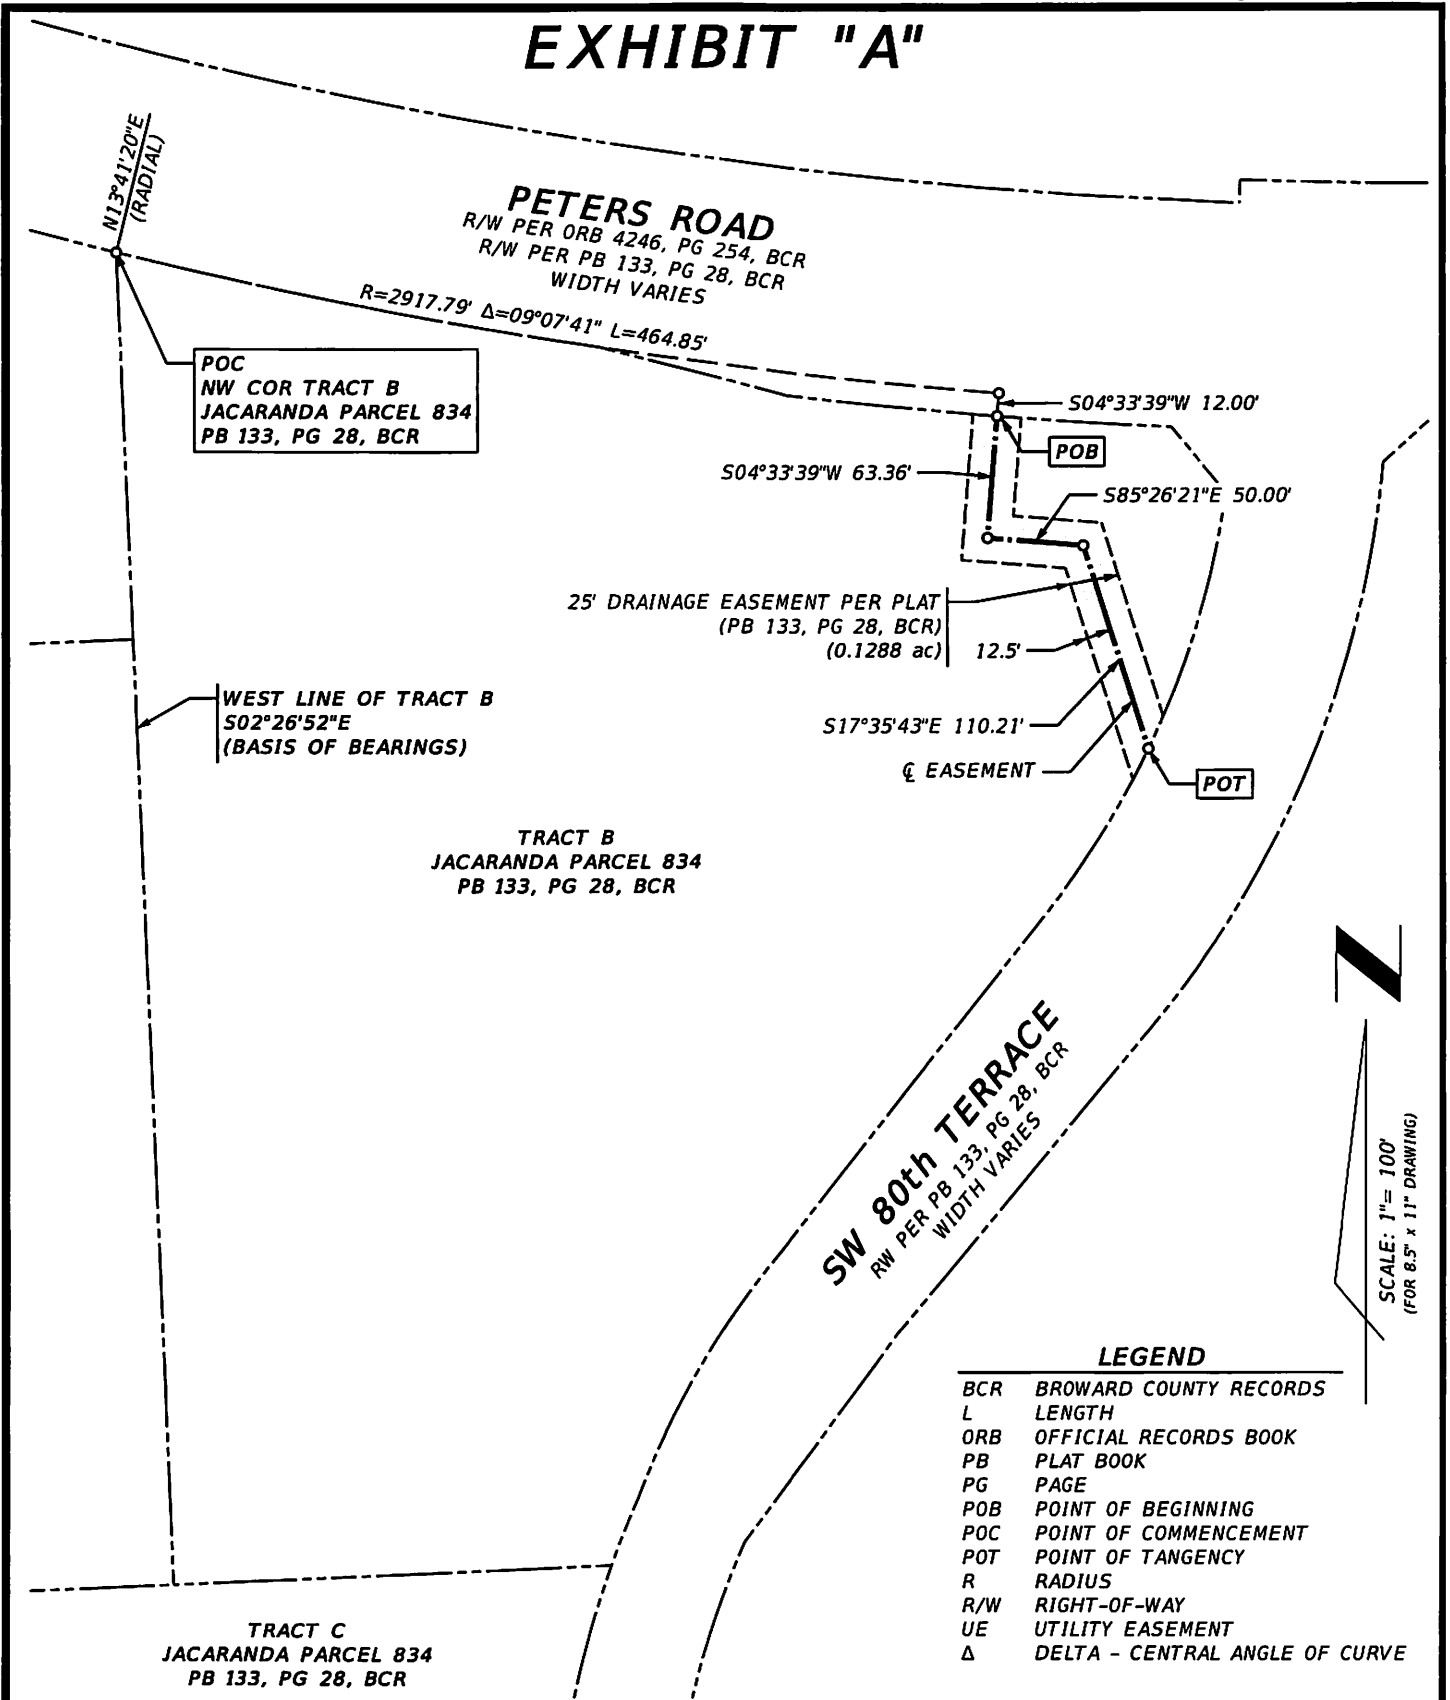 EXHIBIT "A"
N13°41'20"E
(RADIAL)
PETERS ROAD
R/W PER ORB 4246, PG 254, BCR
R/W PER PB 133, PG 28, BCR
WIDTH VARIES
R=2917.79' Δ=09°07'41" L=464.85'
POC
NW COR TRACT B
JACARANDA PARCEL 834
PB 133, PG 28, BCR
S04°33'39"W 12.00'
POB
S04°33'39"W 63.36'
S85°26'21"E 50.00'
25' DRAINAGE EASEMENT PER PLAT
(PB 133, PG 28, BCR)
(0.1288 ac)
12.5'
WEST LINE OF TRACT B
S02°26'52"E
(BASIS OF BEARINGS)
S17°35'43"E 110.21'
℄ EASEMENT
POT
TRACT B
JACARANDA PARCEL 834
PB 133, PG 28, BCR
SW 80th TERRACE
RW PER PB 133, PG 28, BCR
WIDTH VARIES
N
SCALE: 1"= 100'
(FOR 8.5" x 11" DRAWING)
LEGEND
BCR BROWARD COUNTY RECORDS
L LENGTH
ORB OFFICIAL RECORDS BOOK
PB PLAT BOOK
PG PAGE
POB POINT OF BEGINNING
POC POINT OF COMMENCEMENT
POT POINT OF TANGENCY
R RADIUS
R/W RIGHT-OF-WAY
UE UTILITY EASEMENT
Δ DELTA - CENTRAL ANGLE OF CURVE
TRACT C
JACARANDA PARCEL 834
PB 133, PG 28, BCR